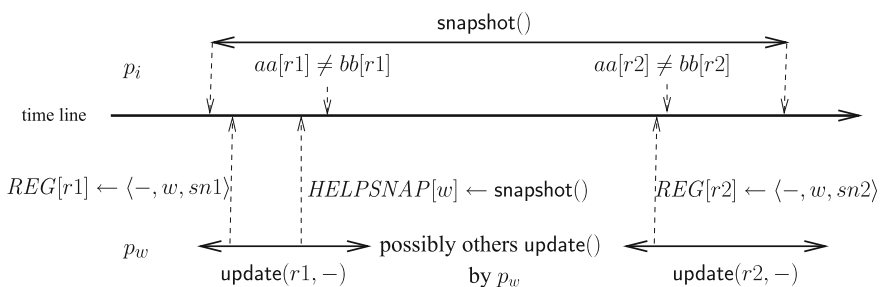 snapshot()
p_i
aa[r1] ≠ bb[r1]
aa[r2] ≠ bb[r2]
time line
REG[r1] ← ⟨−, w, sn1⟩
HELPSNAP[w] ← snapshot()
REG[r2] ← ⟨−, w, sn2⟩
p_w
possibly others update()
by p_w
update(r1, −)
update(r2, −)